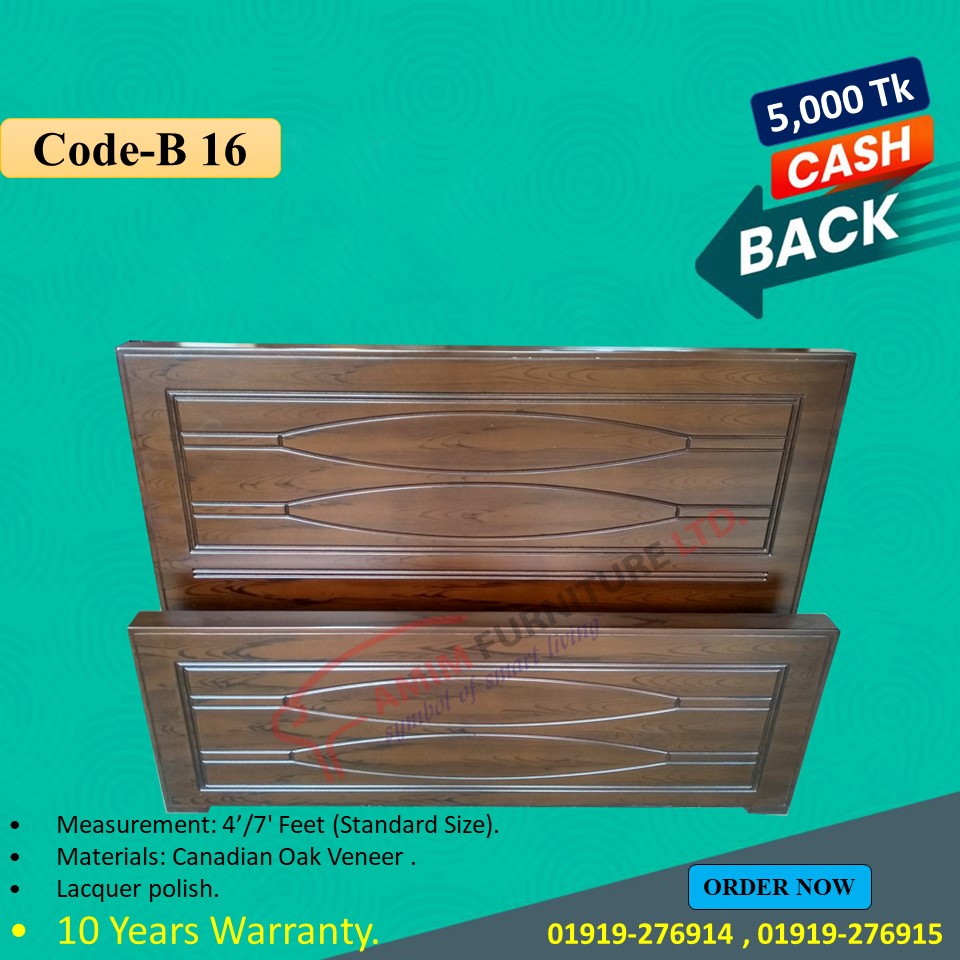 5,000 Tk
CASH
BACK
Code-B 16
AMIM FURNITURE LTD.
symbol of smart living
• Measurement: 4’/7' Feet (Standard Size).
• Materials: Canadian Oak Veneer .
• Lacquer polish.
• 10 Years Warranty.
ORDER NOW
01919-276914 , 01919-276915